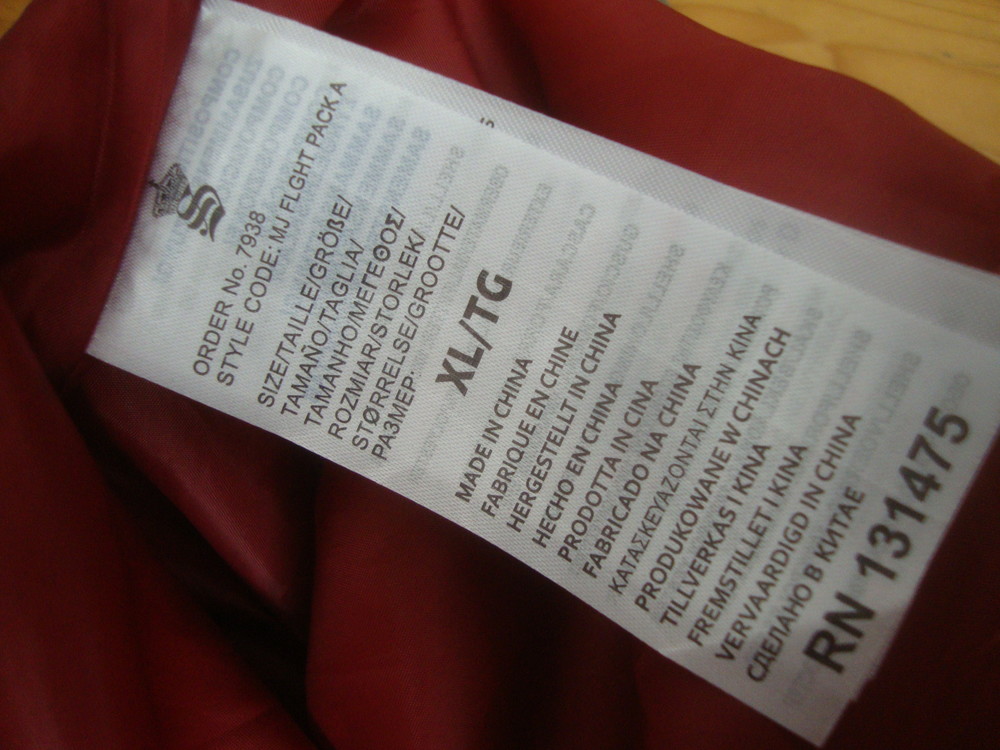 ORDER No. 7938
STYLE CODE: MJ FLGHT PACK A
SIZE/TAILLE/GRÖßE/
TAMAÑO/TAGLIA/
TAMANHO/ΜΕΓΕΘΟΣ/
ROZMIAR/STORLEK/
STØRRELSE/GROOTTE/
РАЗМЕР:
XL/TG
MADE IN CHINA
FABRIQUE EN CHINE
HERGESTELLT IN CHINA
HECHO EN CHINA
PRODOTTA IN CINA
FABRICADO NA CHINA
ΚΑΤΑΣΚΕΥΑΖΟΝΤΑΙ ΣΤΗΝ ΚΙΝΑ
PRODUKOWANE W CHINACH
TILLVERKAS I KINA
FREMSTILLET I KINA
VERVAARDIGD IN CHINA
СДЕЛАНО В КИТАЕ
RN 131475